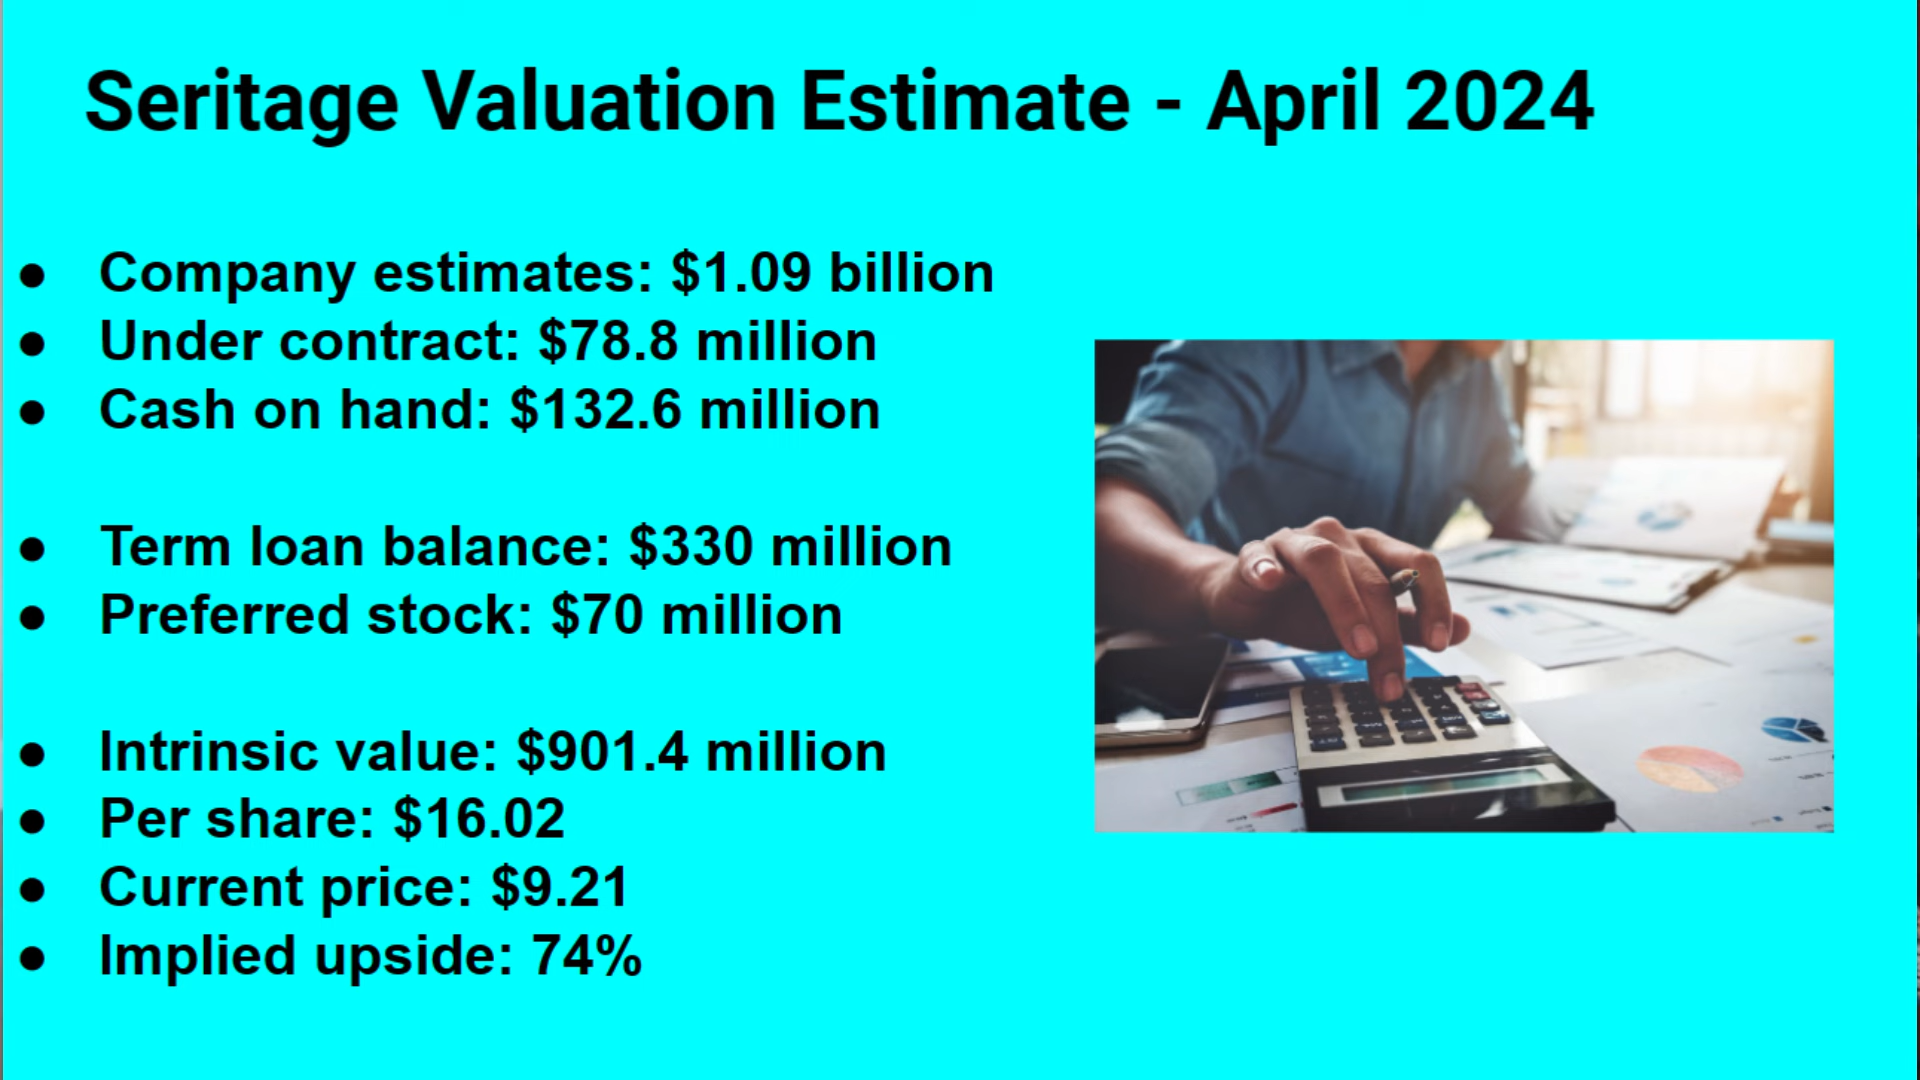 Seritage Valuation Estimate - April 2024
● Company estimates: $1.09 billion
● Under contract: $78.8 million
● Cash on hand: $132.6 million
● Term loan balance: $330 million
● Preferred stock: $70 million
● Intrinsic value: $901.4 million
● Per share: $16.02
● Current price: $9.21
● Implied upside: 74%